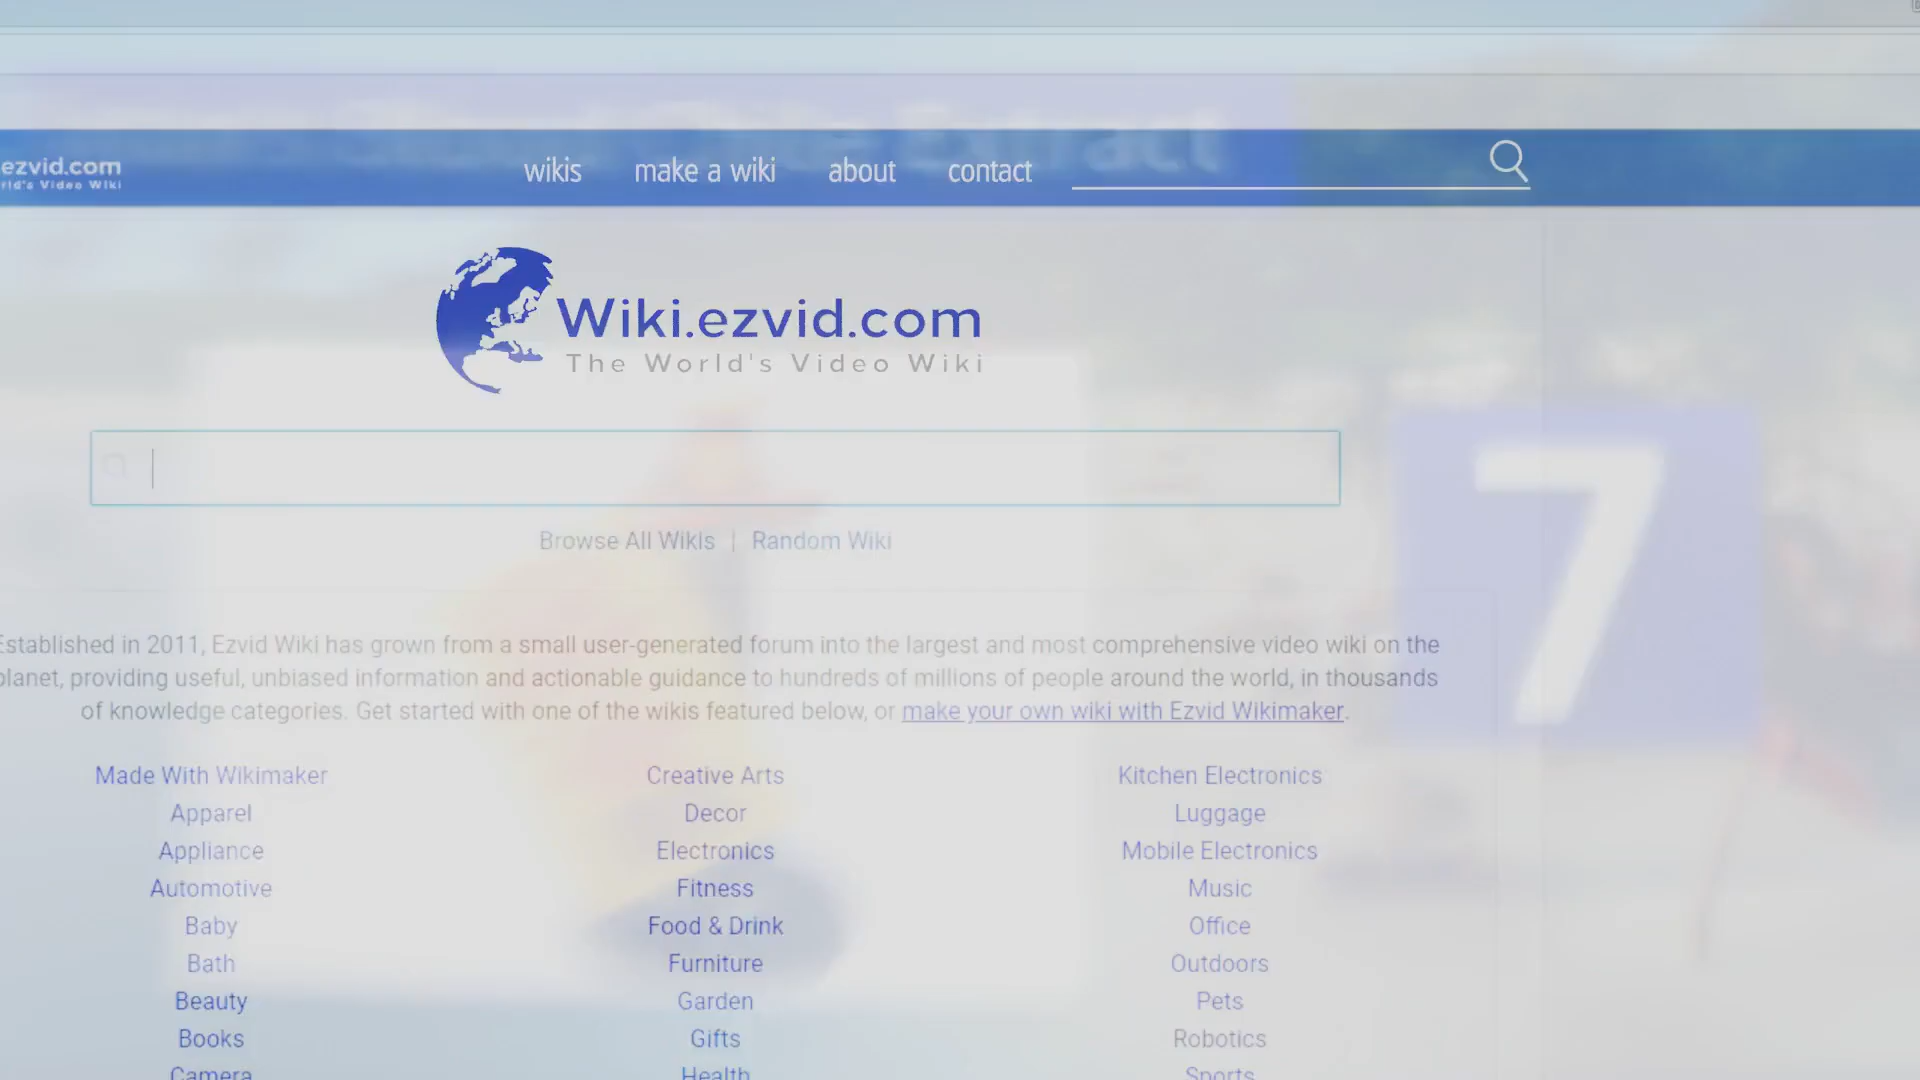 ezvid.com
wikis make a wiki about contact
Extract
Wiki.ezvid.com
The World's Video Wiki
7
Browse All Wikis | Random Wiki
Established in 2011, Ezvid Wiki has grown from a small user-generated forum into the largest and most comprehensive video wiki on the
planet, providing useful, unbiased information and actionable guidance to hundreds of millions of people around the world, in thousands
of knowledge categories. Get started with one of the wikis featured below, or make your own wiki with Ezvid Wikimaker.
Made With Wikimaker Creative Arts Kitchen Electronics
Apparel Decor Luggage
Appliance Electronics Mobile Electronics
Automotive Fitness Music
Baby Food & Drink Office
Bath Furniture Outdoors
Beauty Garden Pets
Books Gifts Robotics
Camera Health Sports